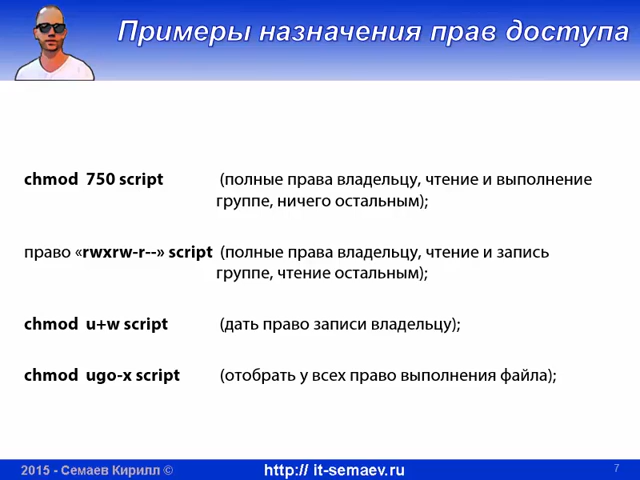 Примеры назначения прав доступа
chmod 750 script (полные права владельцу, чтение и выполнение
группе, ничего остальным);
право «rwxrw-r--» script (полные права владельцу, чтение и запись
группе, чтение остальным);
chmod u+w script (дать право записи владельцу);
chmod ugo-x script (отобрать у всех право выполнения файла);
2015 - Семаев Кирилл © http:// it-semaev.ru 7